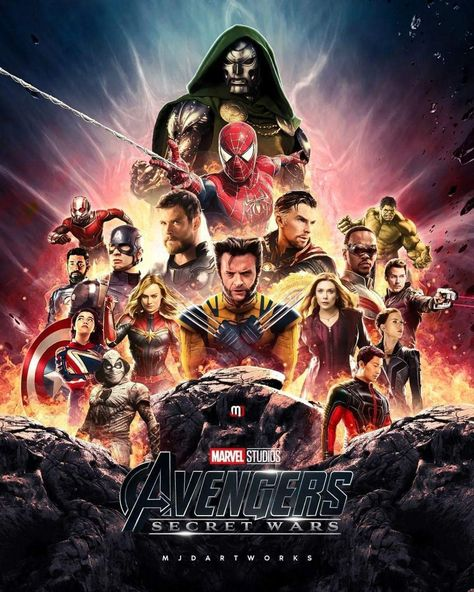 M
MARVEL STUDIOS
AVENGERS
SECRET WARS
MJDARTWORKS